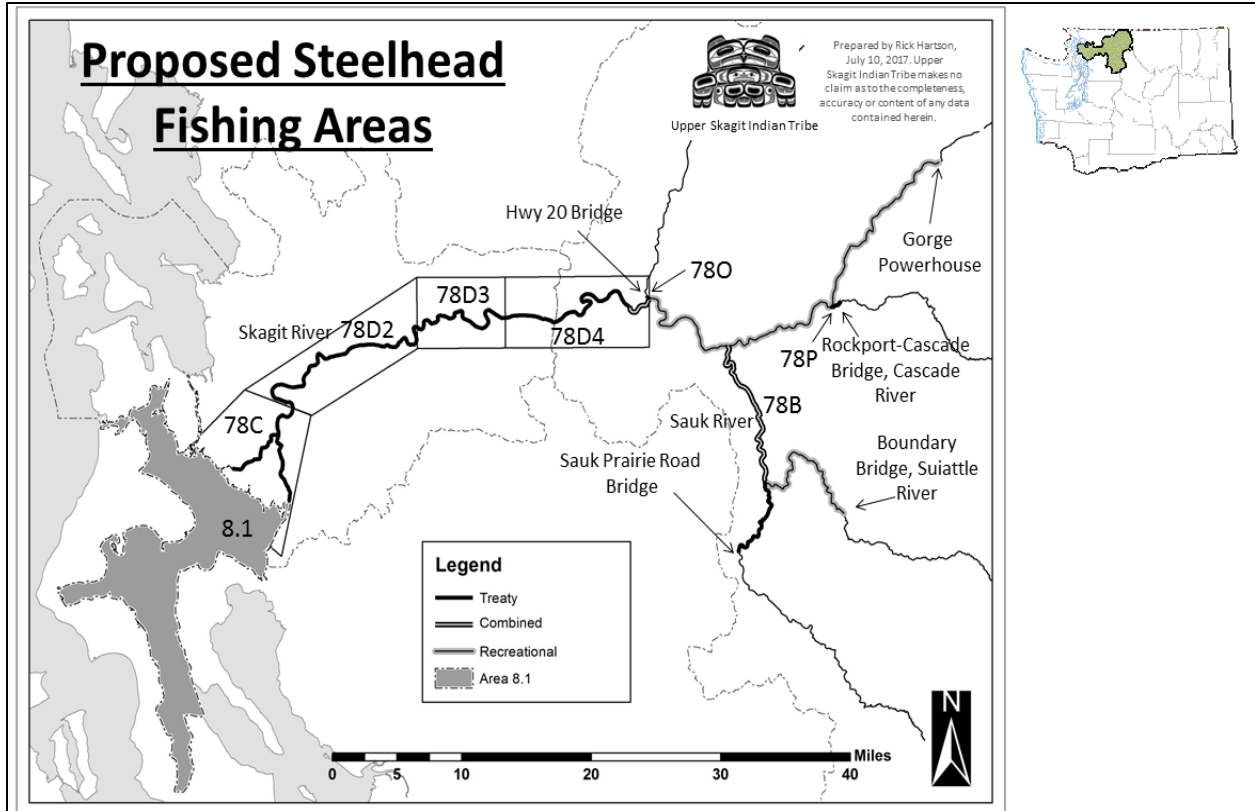 Proposed Steelhead
Fishing Areas
Upper Skagit Indian Tribe
Prepared by Rick Hartson,
July 10, 2017. Upper
Skagit Indian Tribe makes no
claim as to the completeness,
accuracy or content of any data
contained herein.
Hwy 20 Bridge
78O
Gorge
Powerhouse
78D3
Skagit River
78D2
78D4
78P
Rockport-Cascade
Bridge, Cascade
River
78C
78B
Sauk River
Sauk Prairie Road
Bridge
Boundary
Bridge, Suiattle
River
8.1
Legend
Treaty
Combined
Recreational
Area 8.1
N
Miles
0 5 10 20 30 40